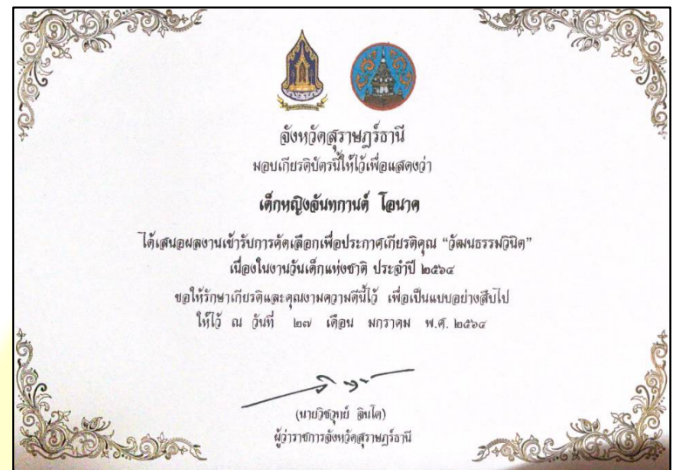 จังหวัดสุราษฎร์ธานี
มอบเกียรติบัตรนี้ให้ไว้เพื่อแสดงว่า
เด็กหญิงจันทกานต์ โอนาค
ได้เสนอผลงานเข้ารับการคัดเลือกเพื่อประกาศเกียรติคุณ “วัฒนธรรมวินิต”
เนื่องในงานวันเด็กแห่งชาติ ประจำปี ๒๕๖๔
ขอให้รักษาเกียรติและคุณงามความดีนี้ไว้ เพื่อเป็นแบบอย่างสืบไป
ให้ไว้ ณ วันที่ ๒๗ เดือน มกราคม พ.ศ. ๒๕๖๔
(นายวิชวุทย์ จินโต)
ผู้ว่าราชการจังหวัดสุราษฎร์ธานี